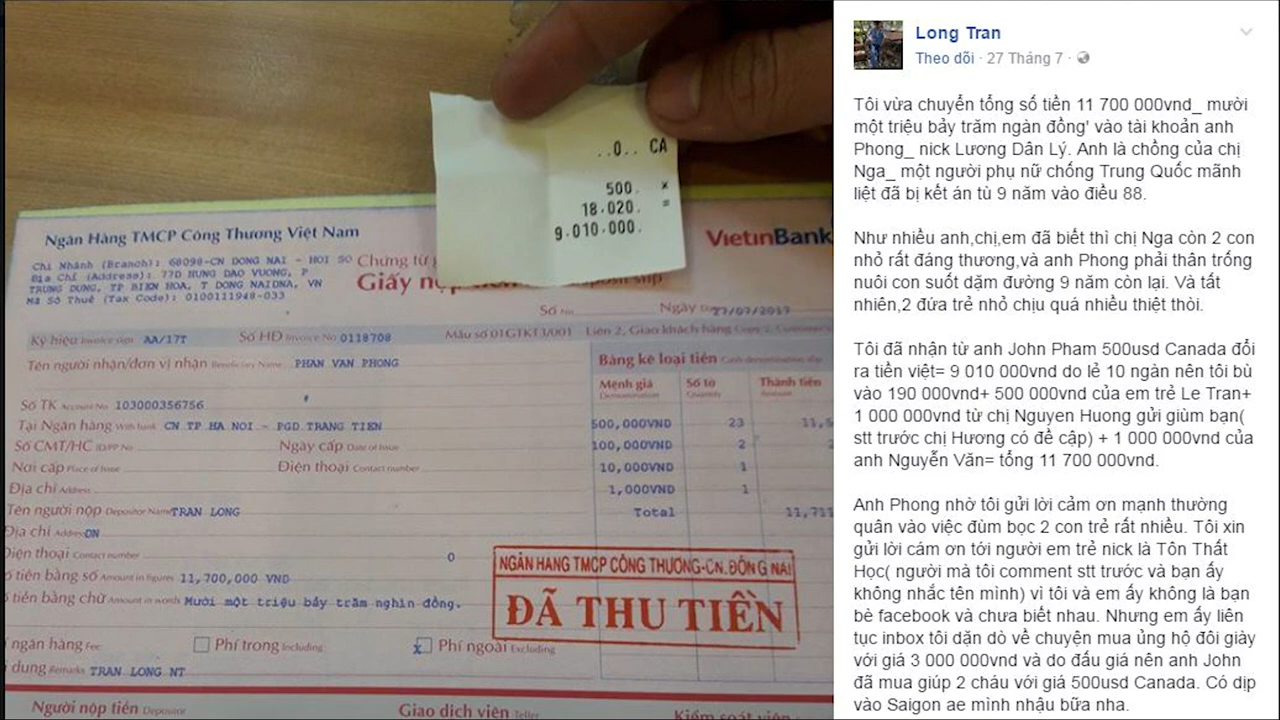 ..0.. CA
500. ×
18.020. =
9.010.000.
Ngân Hàng TMCP Công Thương Việt Nam
VietinBank
Chi Nhánh (Branch): 68098-CN DONG NAI - HOI SO
Chứng từ
Địa Chỉ (Address): 77D HUNG DAO VUONG, P
TRUNG DUNG, TP BIEN HOA, T DONG NAIDNA, VN
Giấy
slip
Mã Số Thuế (Tax Code): 0100111948-033
Số No
Ngày Date 27/07/2017
Ký hiệu Invoice sign AA/17T
Số HĐ Invoice No 0118708
Mẫu số 01GTKT3/001
Liên 2, Giao khách hàng Copy 2, Customer's
Tên người nhận/đơn vị nhận Beneficiary Name PHAN VAN PHONG
Bảng kê loại tiền Cash denomination slip
Mệnh giá Denomination Số tờ Quantity Thành tiền Amount
Số TK Account No 103000356756
Tại Ngân hàng With bank CN TP HA NOI - PGD TRANG TIEN
500,000VND 23 11,5
Số CMT/HC ID/PP No Ngày cấp Date of Issue
100,000VND 2
Nơi cấp Place of Issue Điện thoại Contact number
10,000VND 1
Địa chỉ Address
1,000VND 1
Tên người nộp Depositor Name TRAN LONG
Total 11,711
Địa chỉ Address DN
Điện thoại Contact number 0
Số tiền bằng số Amount in figures 11,700,000 VND
Số tiền bằng chữ Amount in words Mười một triệu bảy trăm nghìn đồng.
NGÂN HÀNG TMCP CÔNG THƯƠNG-CN.ĐỒNG NAI
ĐÃ THU TIỀN
ngân hàng Fee: Phí trong Including x Phí ngoài Excluding
dung Remarks TRAN LONG NT
Người nộp tiền Depositor Giao dịch viên Teller Kiểm soát viên
Long Tran
Theo dõi · 27 Tháng 7 ·
Tôi vừa chuyển tổng số tiền 11 700 000vnd_ mười
một triệu bảy trăm ngàn đồng' vào tài khoản anh
Phong_ nick Lương Dân Lý. Anh là chồng của chị
Nga_ một người phụ nữ chống Trung Quốc mãnh
liệt đã bị kết án tù 9 năm vào điều 88.
Như nhiều anh,chị,em đã biết thì chị Nga còn 2 con
nhỏ rất đáng thương,và anh Phong phải thân trống
nuôi con suốt dặm đường 9 năm còn lại. Và tất
nhiên,2 đứa trẻ nhỏ chịu quá nhiều thiệt thòi.
Tôi đã nhận từ anh John Pham 500usd Canada đổi
ra tiền việt= 9 010 000vnd do lẻ 10 ngàn nên tôi bù
vào 190 000vnd+ 500 000vnd của em trẻ Le Tran+
1 000 000vnd từ chị Nguyen Huong gửi giùm bạn(
stt trước chị Hương có đề cập) + 1 000 000vnd của
anh Nguyễn Văn= tổng 11 700 000vnd.
Anh Phong nhờ tôi gửi lời cảm ơn mạnh thường
quân vào việc đùm bọc 2 con trẻ rất nhiều. Tôi xin
gửi lời cám ơn tới người em trẻ nick là Tôn Thất
Học( người mà tôi comment stt trước và bạn ấy
không nhắc tên mình) vì tôi và em ấy không là bạn
bè facebook và chưa biết nhau. Nhưng em ấy liên
tục inbox tôi dặn dò về chuyện mua ủng hộ đôi giày
với giá 3 000 000vnd và do đấu giá nên anh John
đã mua giúp 2 cháu với giá 500usd Canada. Có dịp
vào Saigon ae mình nhậu bữa nha.